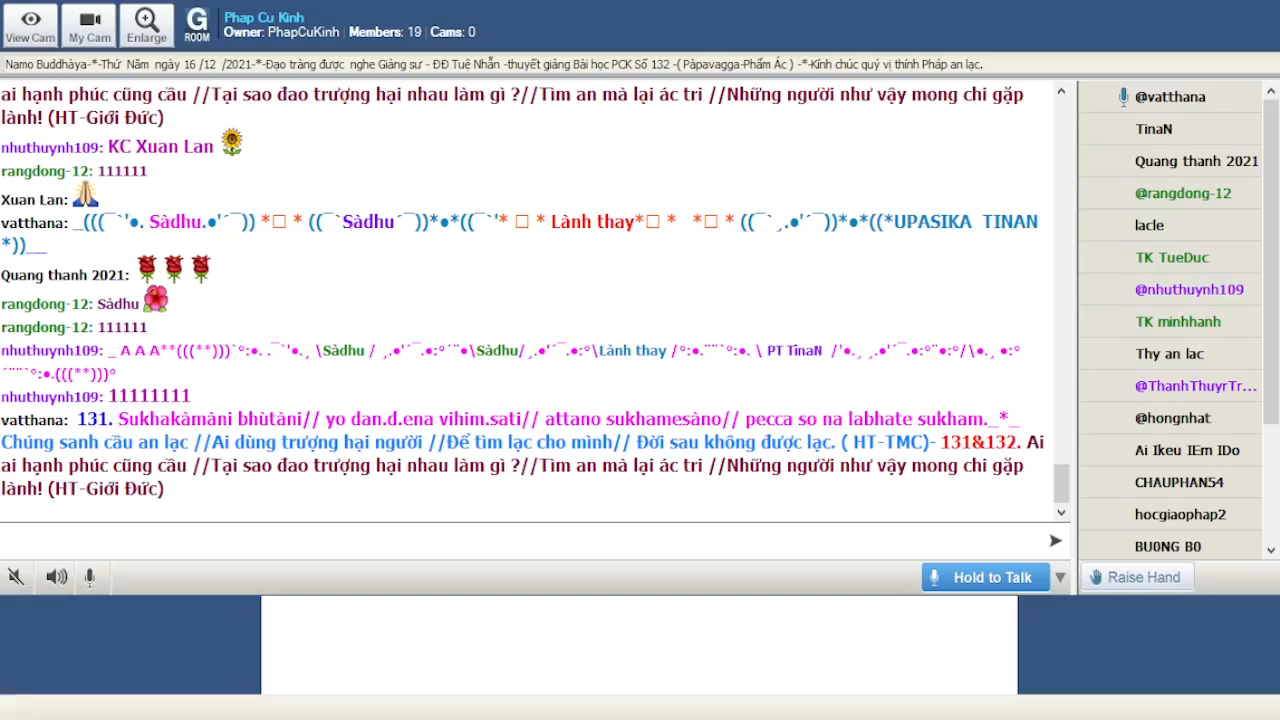 View Cam
My Cam
Enlarge
G
ROOM
Phap Cu Kinh
Owner: PhapCuKinh | Members: 19 | Cams: 0
Namo Buddhàya-*-Thứ Năm ngày 16 /12 /2021-*-Đạo tràng được nghe Giảng sư - ĐĐ Tuệ Nhẫn -thuyết giảng Bài học PCK Số 132 -( Pàpavagga-Phẩm Ác ) -*-Kính chúc quý vị thính Pháp an lạc.
ai hạnh phúc cũng cầu //Tại sao đao trượng hại nhau làm gì ?//Tìm an mà lại ác tri //Những người như vậy mong chi gặp
lành! (HT-Giới Đức)
nhuthuynh109: KC Xuan Lan
rangdong-12: 111111
Xuan Lan:
vatthana: _(((¯`'•. Sàdhu.•'´¯)) *□ * ((¯`Sàdhu´¯))*•*((¯`'* □ * Lành thay*□ * *□ * ((¯`¸.•'´¯))*•*((*UPASIKA TINAN
*))__
Quang thanh 2021:
rangdong-12: Sàdhu
rangdong-12: 111111
nhuthuynh109: _ A A A**(((**)))`°:•. .¯`'•.¸ \Sàdhu / ¸.•'´¯.•:°´¨•\Sàdhu/¸.•'´¯.•:°\Lành thay /°:•.¨¨`°:•. \ PT TinaN /'•.¸ ¸.•'´¯.•:°¨•:°/\•.¸ •:°
´¨¨`°:•.(((**)))°
nhuthuynh109: 11111111
vatthana: 131. Sukhakàmàni bhùtàni// yo dan.d.ena vihim.sati// attano sukhamesàno// pecca so na labhate sukham._*_
Chúng sanh cầu an lạc //Ai dùng trượng hại người //Để tìm lạc cho mình// Đời sau không được lạc. ( HT-TMC)- 131&132. Ai
ai hạnh phúc cũng cầu //Tại sao đao trượng hại nhau làm gì ?//Tìm an mà lại ác tri //Những người như vậy mong chi gặp
lành! (HT-Giới Đức)
Hold to Talk
@vatthana
TinaN
Quang thanh 2021
@rangdong-12
lacle
TK TueDuc
@nhuthuynh109
TK minhhanh
Thy an lac
@ThanhThuyrTr...
@hongnhat
Ai Ikeu IEm IDo
CHAUPHAN54
hocgiaophap2
BU0NG B0
Raise Hand